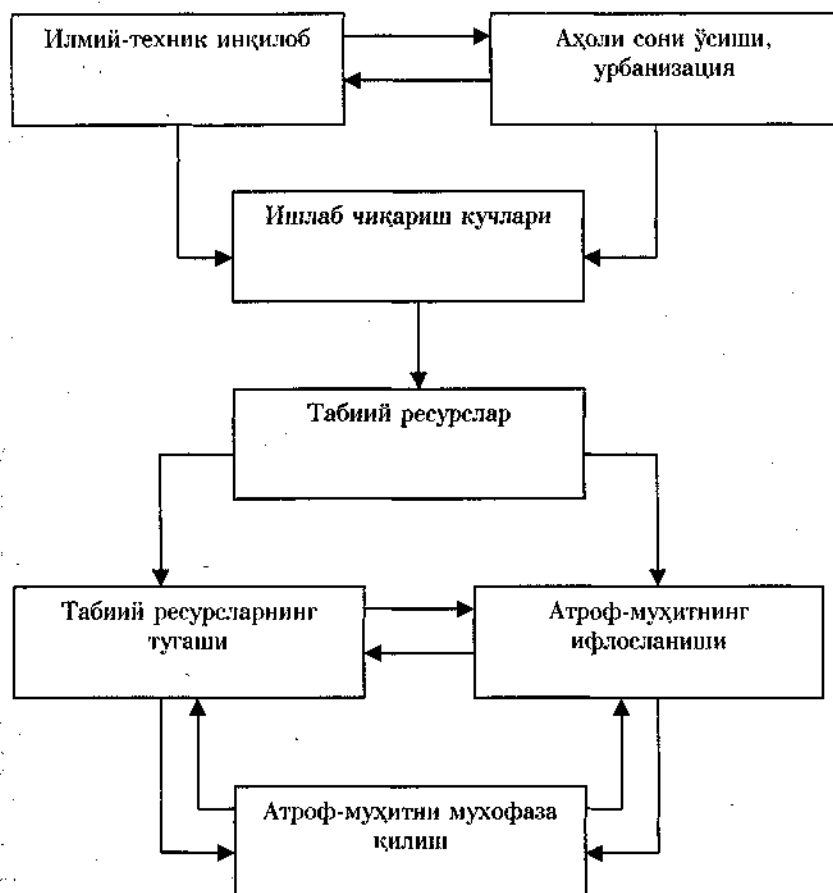 Илмий-техник инқилоб
Аҳоли сони ўсиши,
урбанизация
Ишлаб чиқариш кучлари
Табиий ресурслар
Табиий ресурсларнинг
тугаши
Атроф-муҳитнинг
ифлосланиши
Атроф-муҳитни мухофаза
қилиш